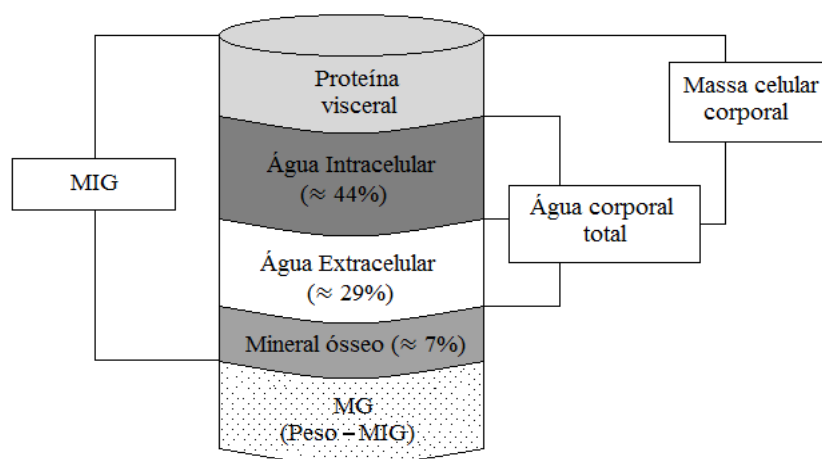 Proteína
visceral
Massa celular
corporal
MIG
Água Intracelular
(≈ 44%)
Água corporal
total
Água Extracelular
(≈ 29%)
Mineral ósseo (≈ 7%)
MG
(Peso – MIG)